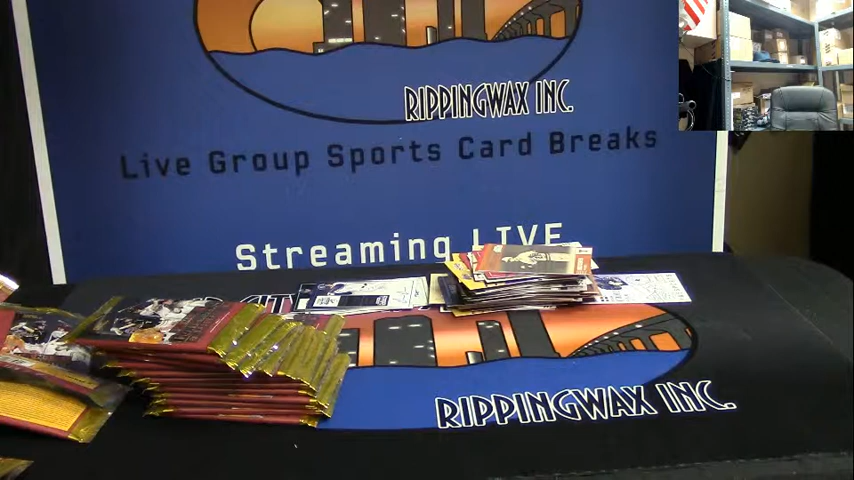 RIPPINGWAX INC.
Live Group Sports Card Breaks
Streaming LIVE
RIPPINGWAX INC.